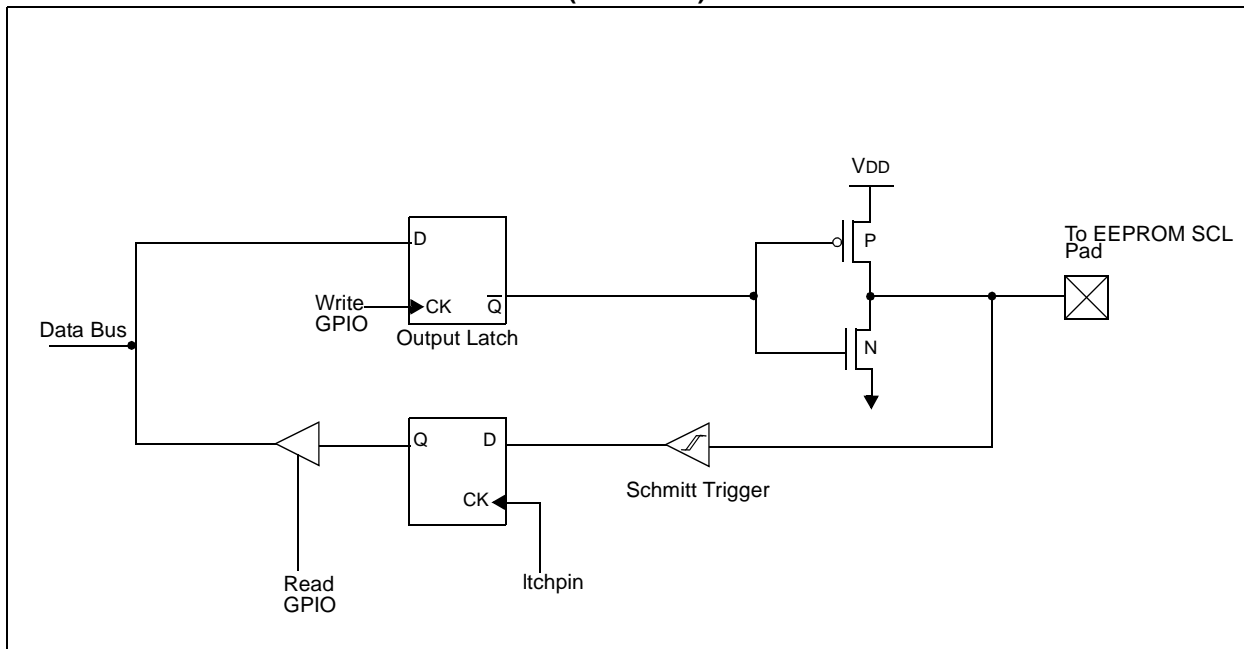 VDD
To EEPROM SCL
Pad
D
P
Write
GPIO
CK
Q
Data Bus
Output Latch
N
Q
D
Schmitt Trigger
CK
Read
GPIO
ltchpin